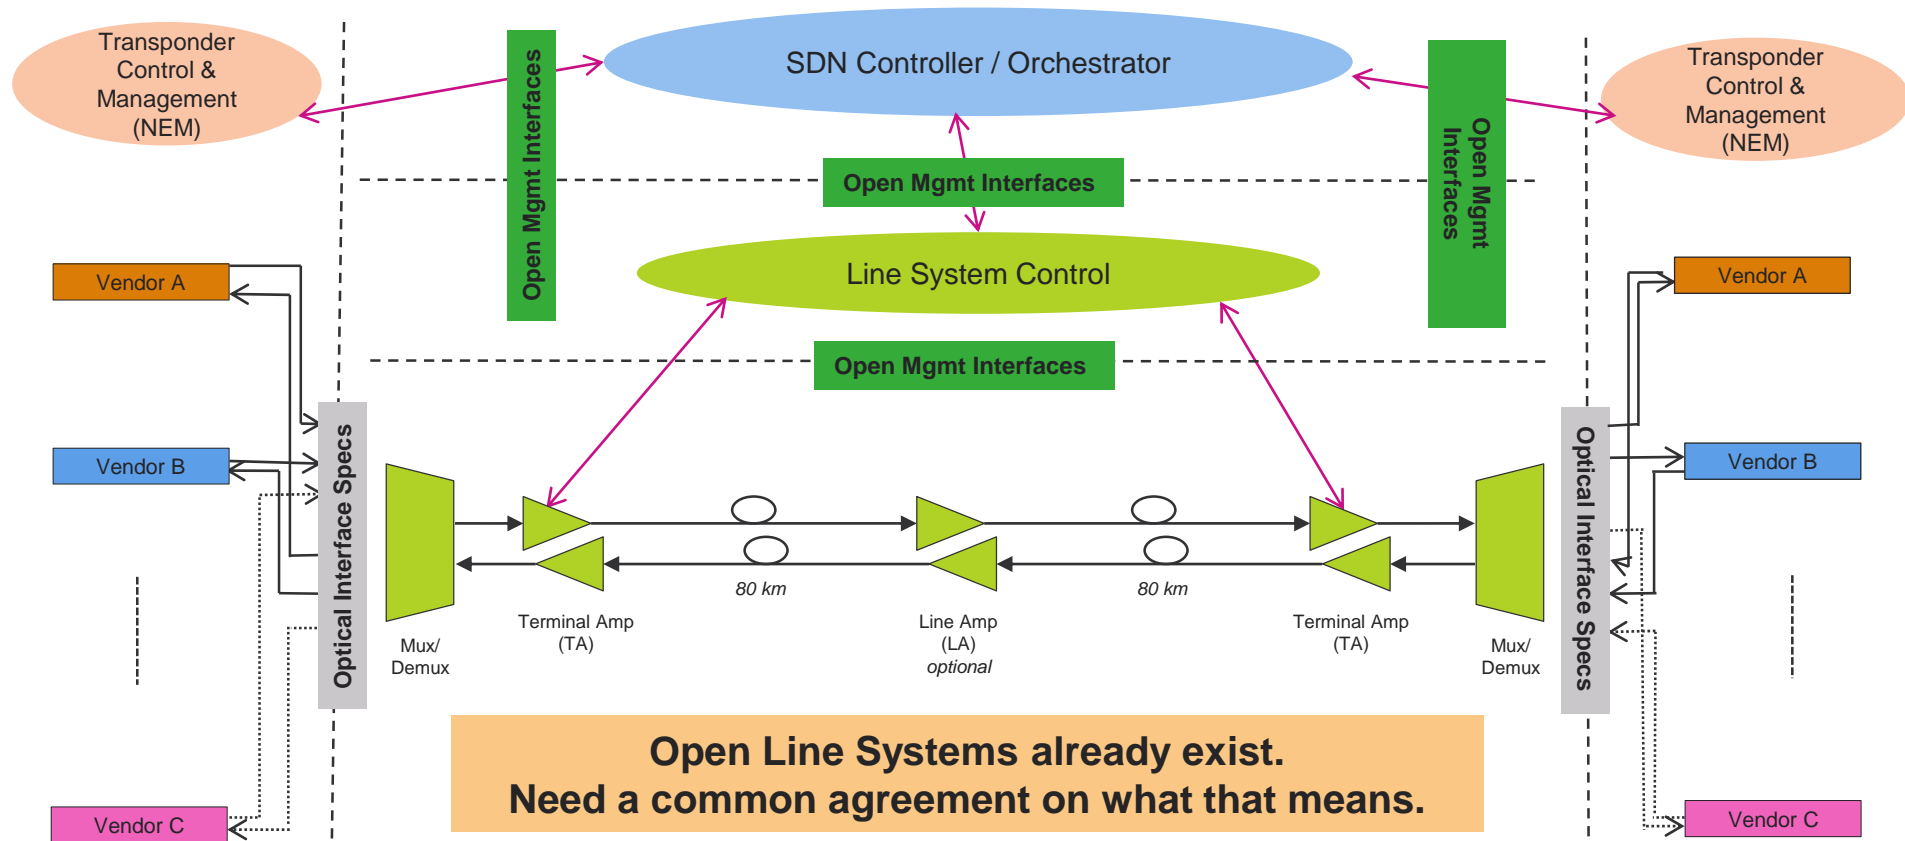 Transponder
Control &
Management
(NEM)
Open Mgmt Interfaces
SDN Controller / Orchestrator
Open Mgmt
Interfaces
Transponder
Control &
Management
(NEM)
Open Mgmt Interfaces
Line System Control
Open Mgmt Interfaces
Vendor A
Vendor B
Vendor C
Optical Interface Specs
Mux/
Demux
Terminal Amp
(TA)
80 km
Line Amp
(LA)
optional
80 km
Terminal Amp
(TA)
Mux/
Demux
Optical Interface Specs
Vendor A
Vendor B
Vendor C
Open Line Systems already exist.
Need a common agreement on what that means.